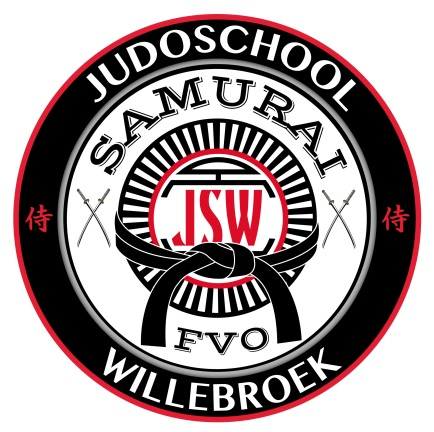 JUDOSCHOOL
SAMURAI
侍 侍
JSW
FVO
WILLEBROEK